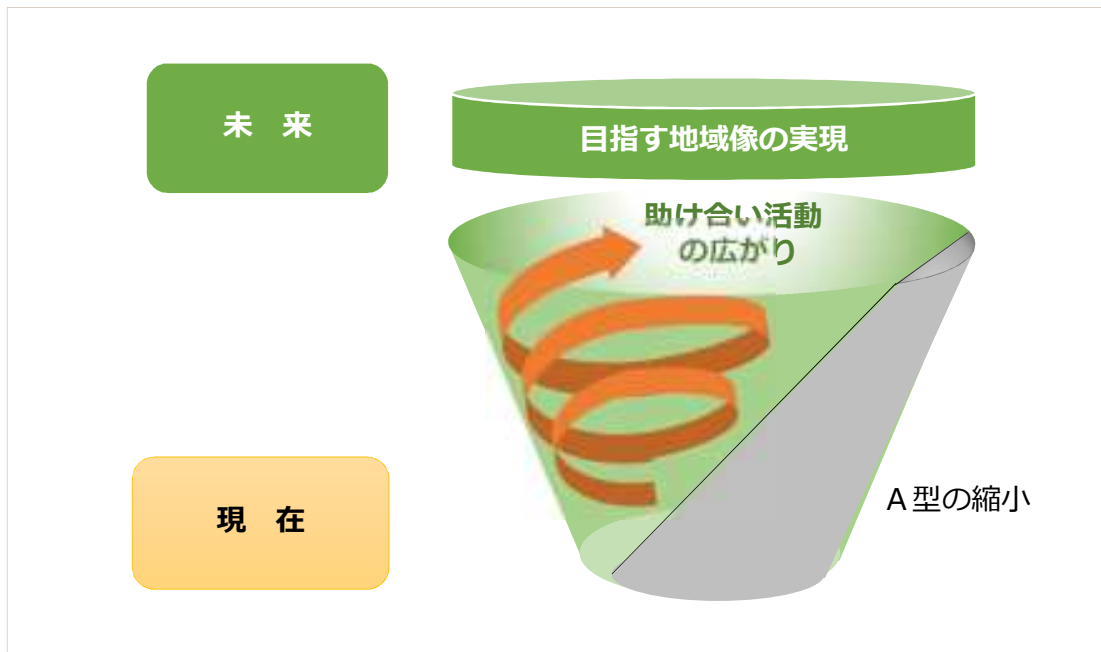 未　来
目指す地域像の実現
助け合い活動
の広がり
A型の縮小
現　在